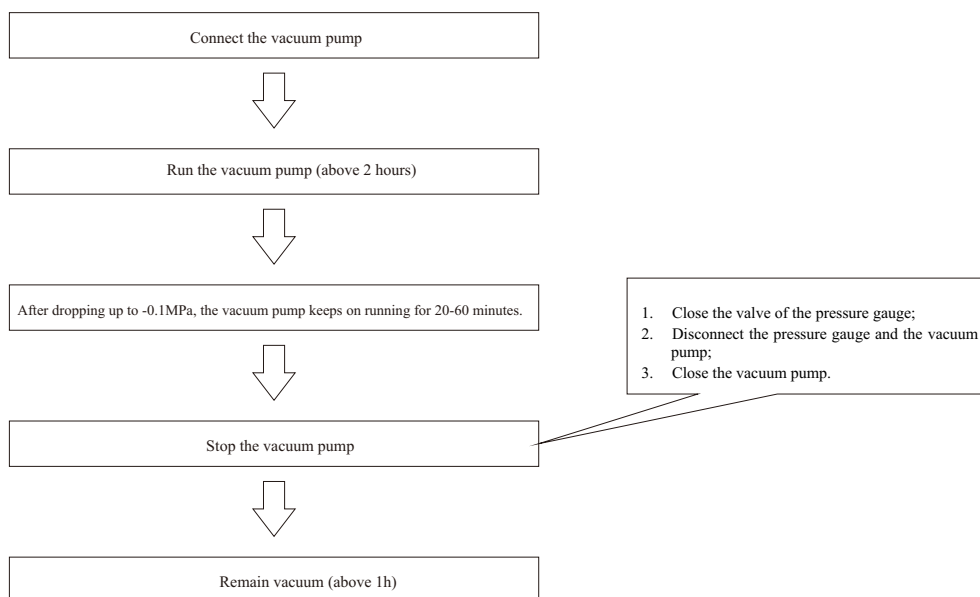 Connect the vacuum pump
Run the vacuum pump (above 2 hours)
After dropping up to -0.1MPa, the vacuum pump keeps on running for 20-60 minutes.
1. Close the valve of the pressure gauge;
2. Disconnect the pressure gauge and the vacuum
pump;
3. Close the vacuum pump.
Stop the vacuum pump
Remain vacuum (above 1h)